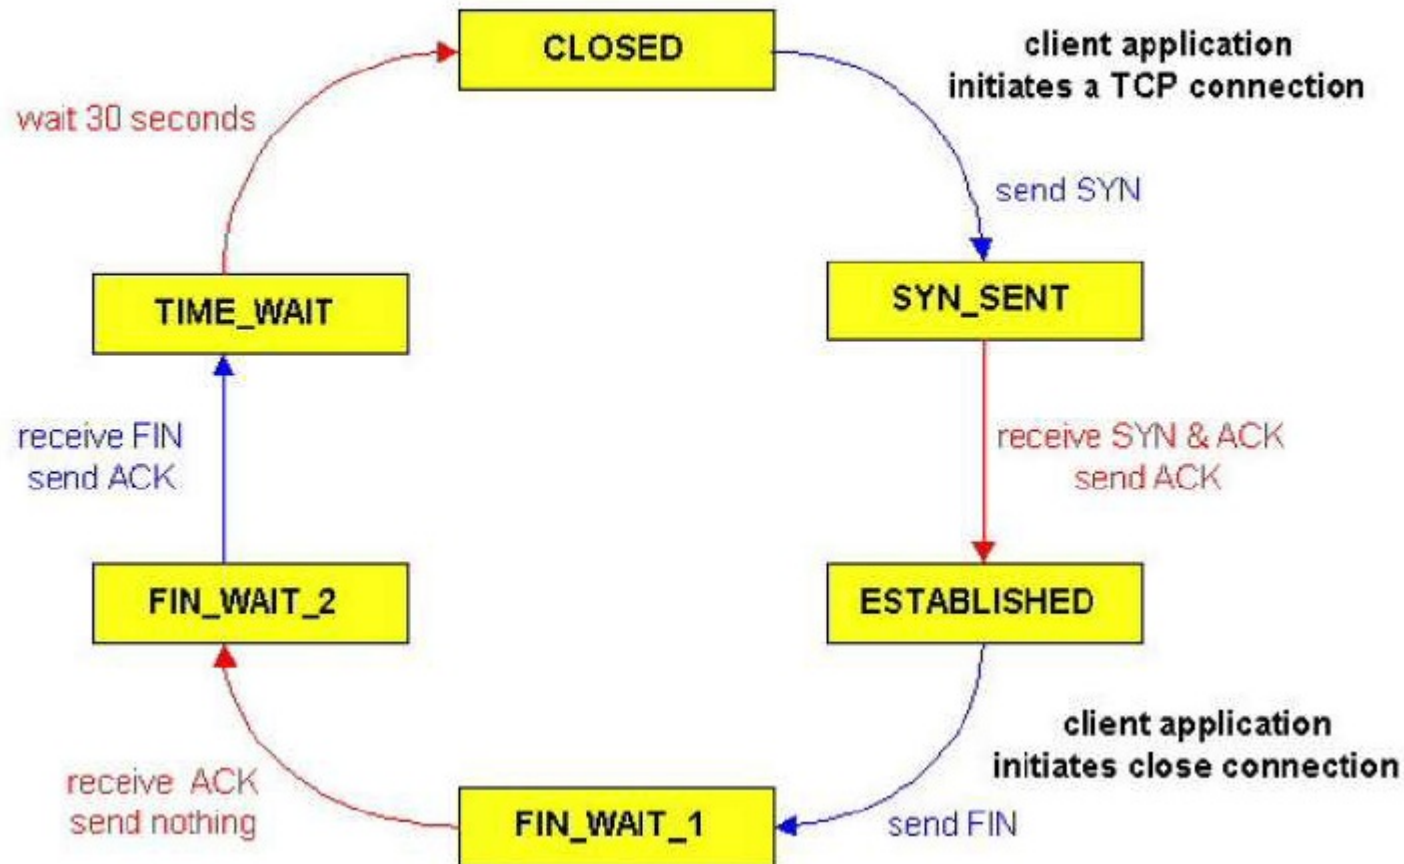 CLOSED
client application
initiates a TCP connection
wait 30 seconds
send SYN
TIME_WAIT
SYN_SENT
receive FIN
send ACK
receive SYN & ACK
send ACK
FIN_WAIT_2
ESTABLISHED
client application
initiates close connection
receive ACK
send nothing
FIN_WAIT_1
send FIN